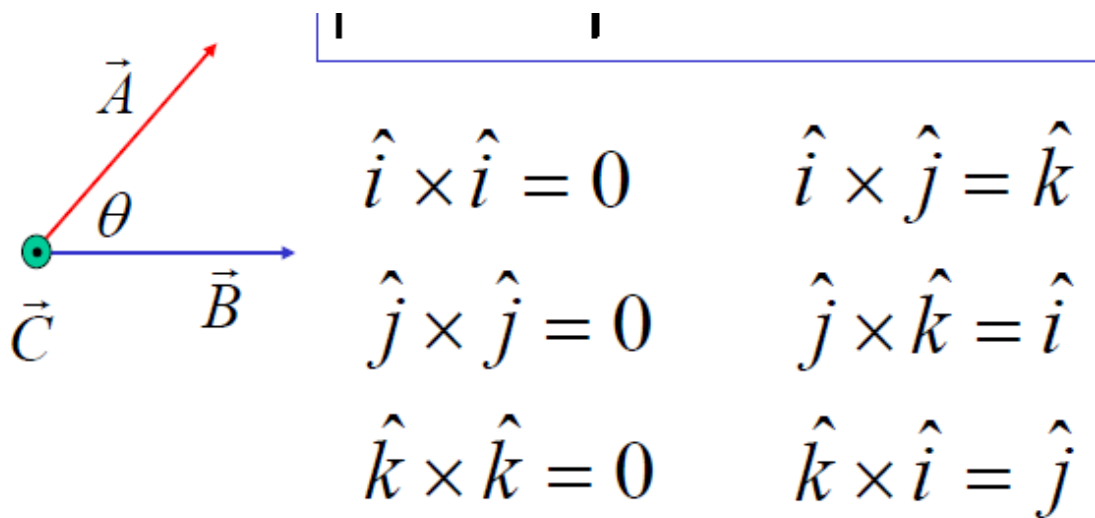 A⃗
θ
B⃗
C⃗
î × î = 0
î × ĵ = k̂
ĵ × ĵ = 0
ĵ × k̂ = î
k̂ × k̂ = 0
k̂ × î = ĵ